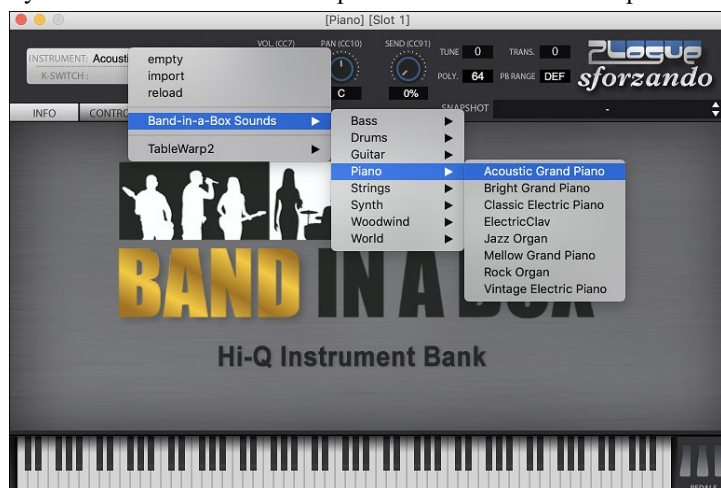 [Piano] [Slot 1]
INSTRUMENT: Acousti
K-SWITCH :
VOL. (CC7)
PAN (CC10)
SEND (CC91)
C
0%
TUNE 0
TRANS. 0
POLY. 64
PB RANGE DEF
PLOGUE
sforzando
INFO
CONTRO
SNAPSHOT
-
empty
import
reload
Band-in-a-Box Sounds
TableWarp2
Bass
Drums
Guitar
Piano
Strings
Synth
Woodwind
World
Acoustic Grand Piano
Bright Grand Piano
Classic Electric Piano
ElectricClav
Jazz Organ
Mellow Grand Piano
Rock Organ
Vintage Electric Piano
BAND IN A BOX
Hi-Q Instrument Bank